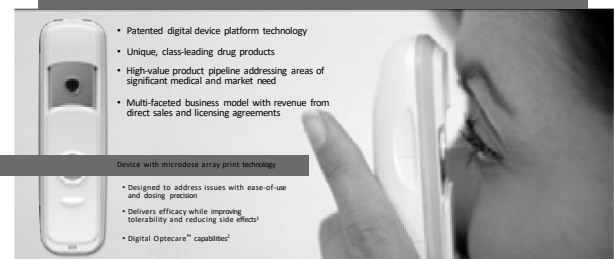 • Patented digital device platform technology
• Unique, class-leading drug products
• High-value product pipeline addressing areas of
significant medical and market need
• Multi-faceted business model with revenue from
direct sales and licensing agreements
Device with microdose array print technology
• Designed to address issues with ease-of-use
and dosing precision
• Delivers efficacy while improving
tolerability and reducing side effects¹
• Digital Optecare™ capabilities²